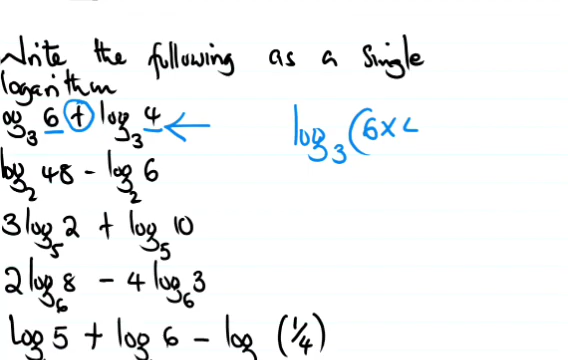 Write the following as a single
logarithm
log₃ 6 + log₃ 4 ← log₃ (6×4
log₂ 48 - log₂ 6
3log₅ 2 + log₅ 10
2log₆ 8 - 4log₆ 3
log 5 + log 6 - log (1/4)